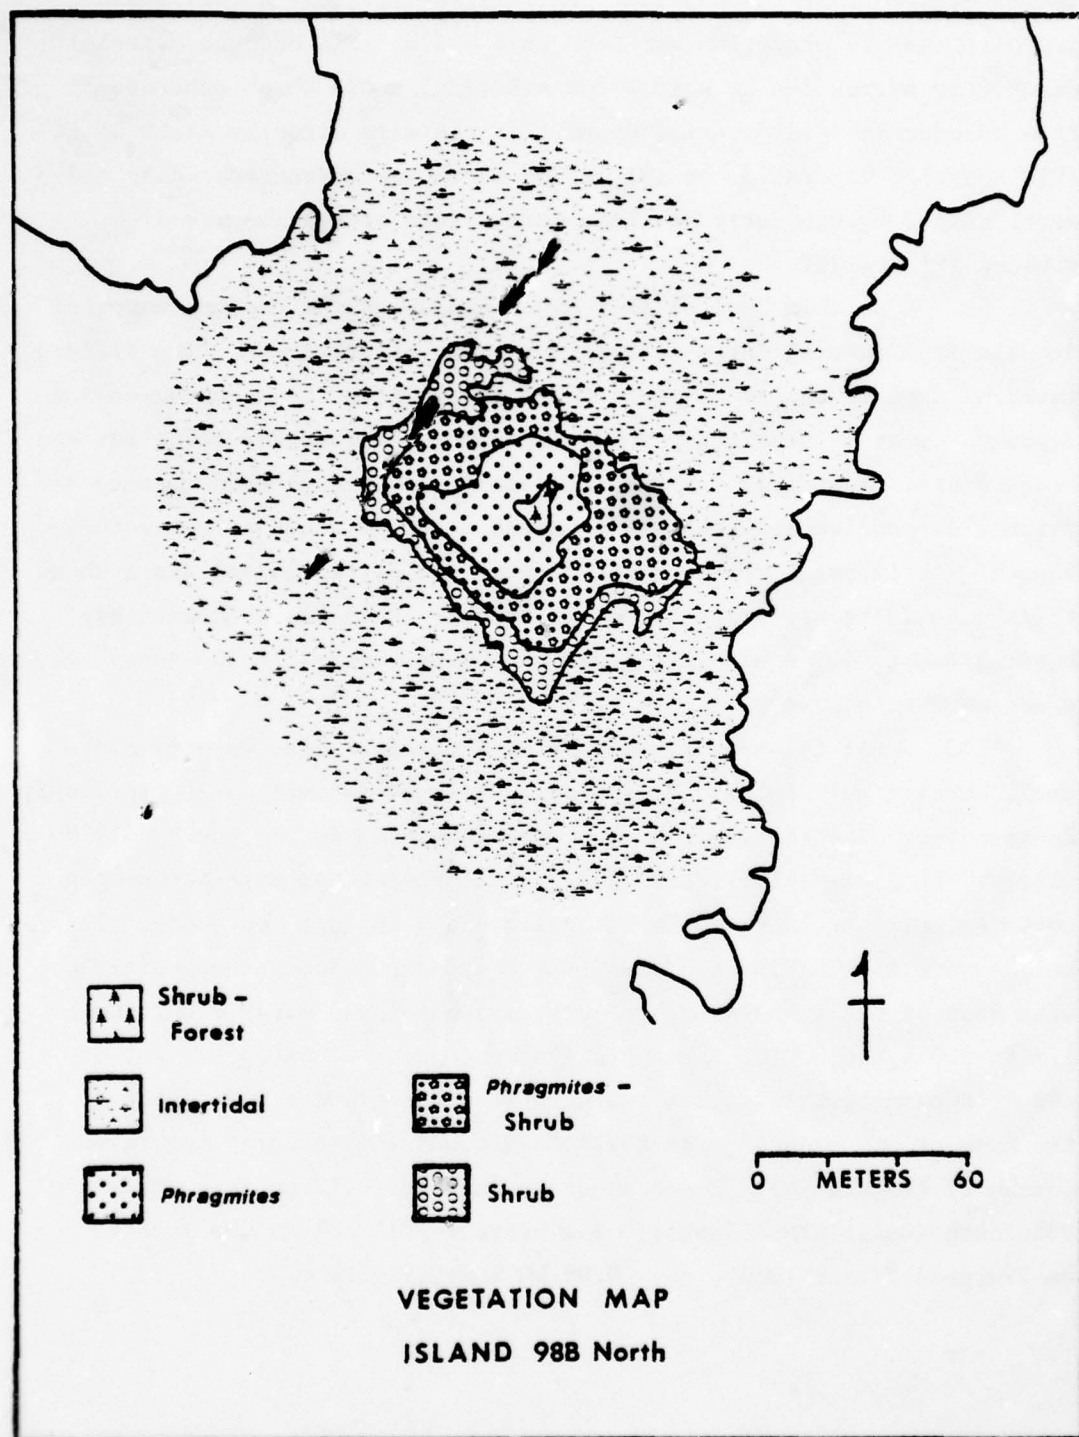 Shrub –
Forest
Intertidal
Phragmites
Phragmites –
Shrub
Shrub
0 METERS 60
VEGETATION MAP
ISLAND 98B North